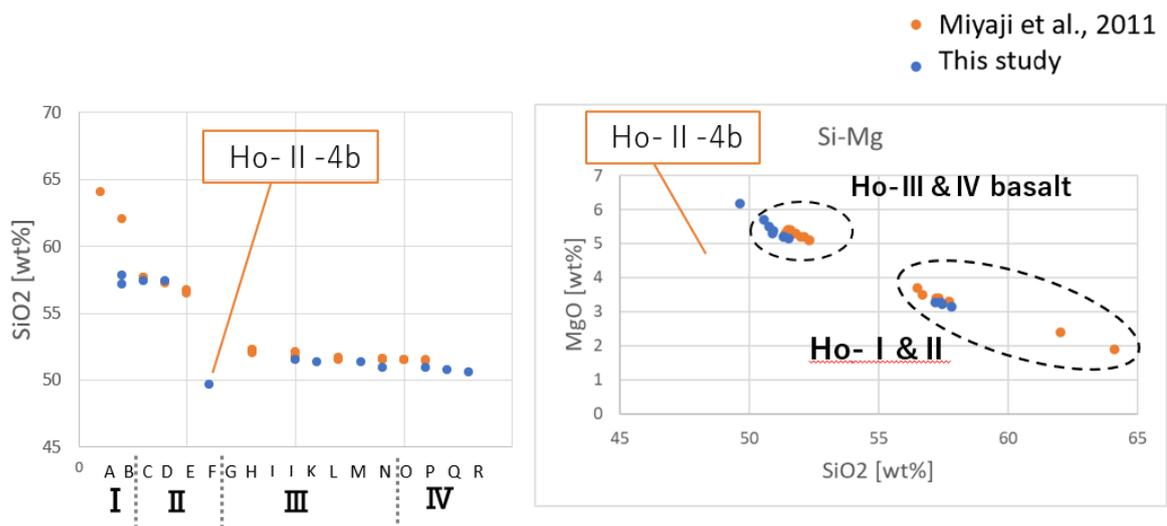 Miyaji et al., 2011
This study
70
65
60
55
50
45
SiO2 [wt%]
Ho- II -4b
0 A B C D E F G H I I K L M N O P Q R
I II III IV
Ho- II -4b
Si-Mg
Ho-III & IV basalt
Ho- I & II
7
6
5
4
3
2
1
0
MgO [wt%]
45 50 55 60 65
SiO2 [wt%]